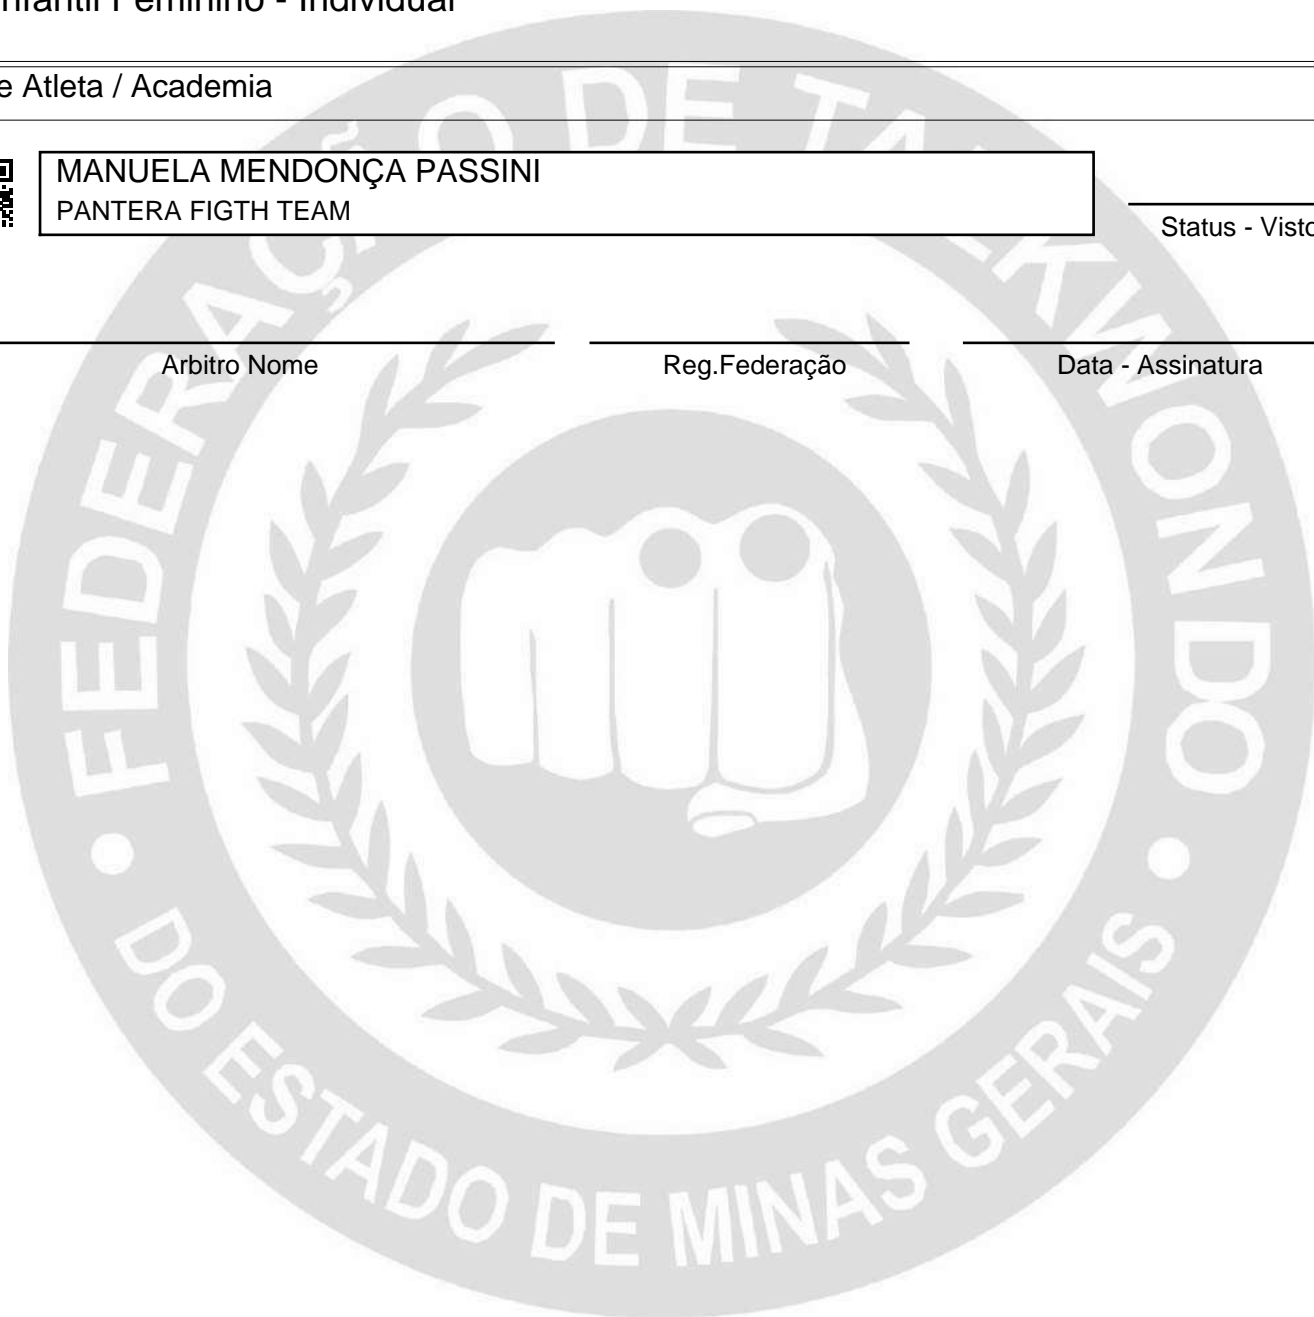 nfantil Feminino - Individual
e Atleta / Academia
MANUELA MENDONÇA PASSINI
PANTERA FIGTH TEAM
Status - Visto
Arbitro Nome
Reg.Federação
Data - Assinatura
FEDERAÇÃO DE TAEKWONDO
DO ESTADO DE MINAS GERAIS